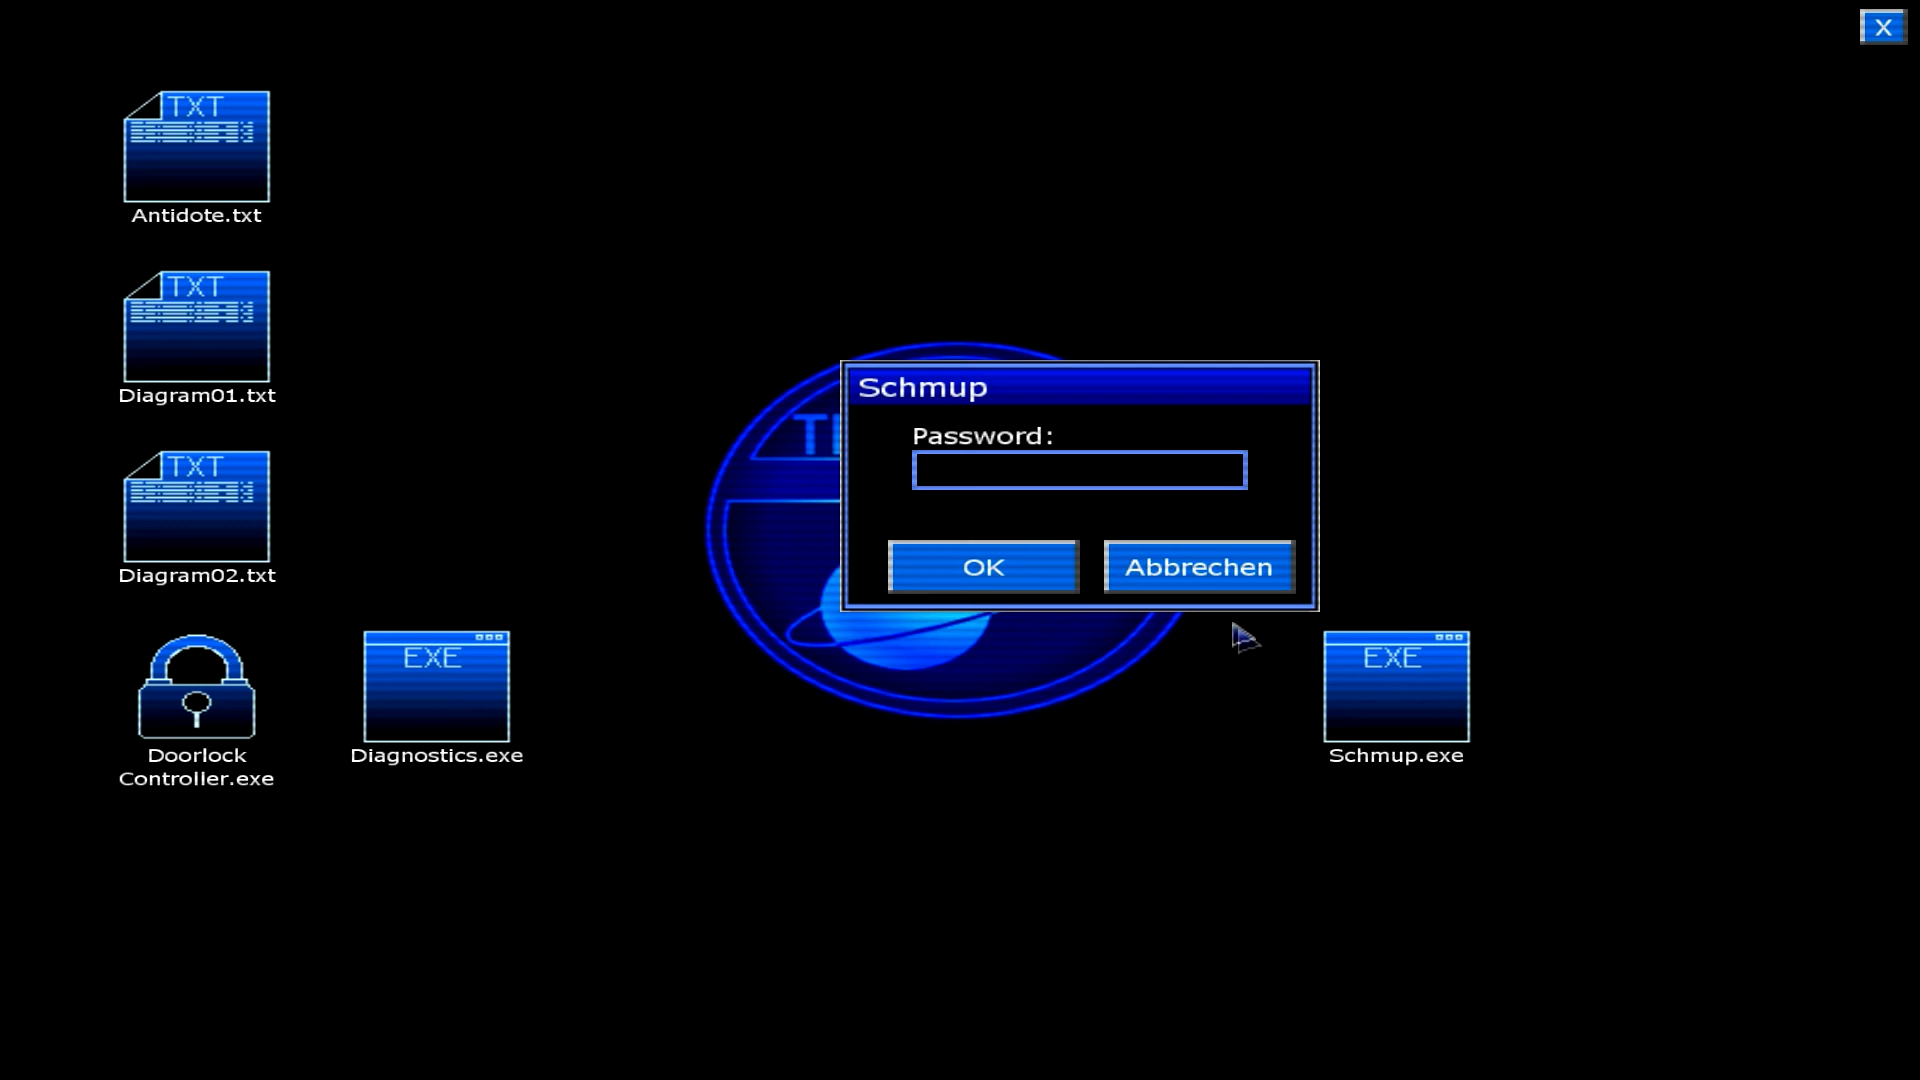 X
TXT
Antidote.txt
TXT
Diagram01.txt
TXT
Diagram02.txt
Schmup
Password:
OK
Abbrechen
Doorlock
Controller.exe
EXE
Diagnostics.exe
EXE
Schmup.exe